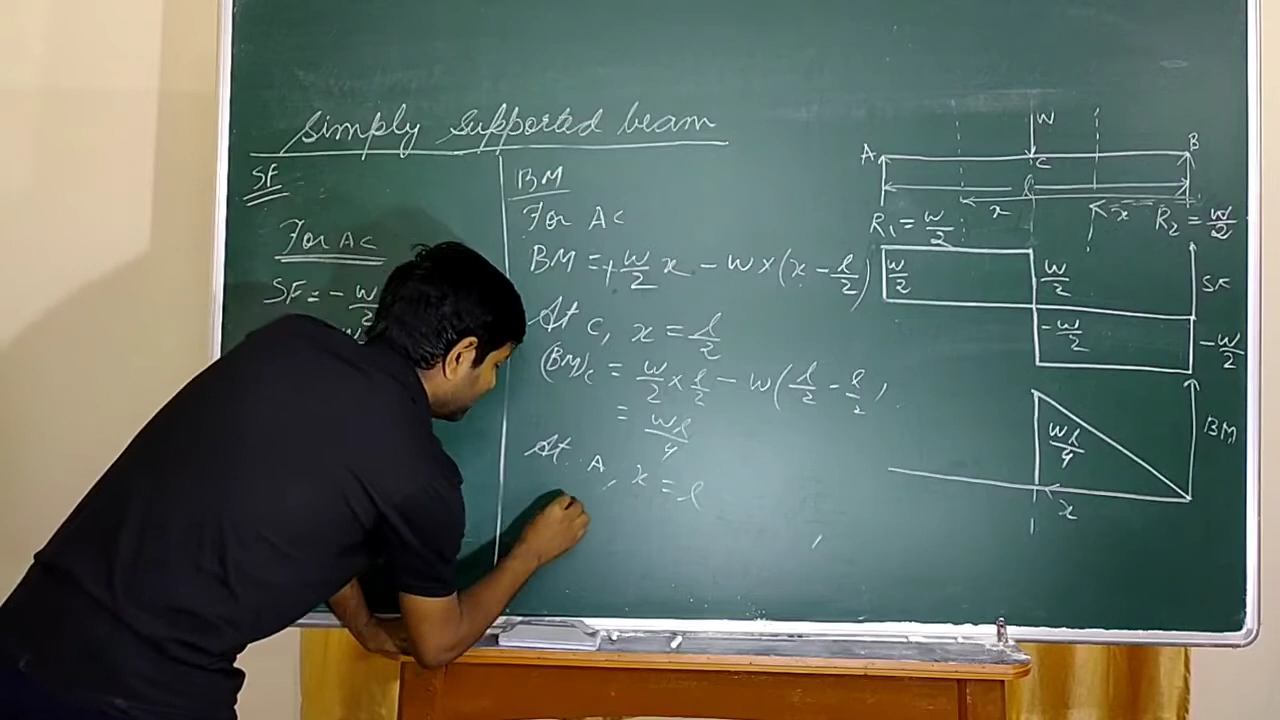 Simply supported beam
SF
For AC
SF = - w/2
BM
For AC
BM = + w/2 x - w × (x - l/2)
At C, x = l/2
(BM)c = w/2 × l/2 - w (l/2 - l/2)
= wl/4
At A, x = l
W
A
C
B
l
x
x
R₁ = w/2
R₂ = w/2
w/2
w/2
SF
-w/2
-w/2
wl/4
BM
x